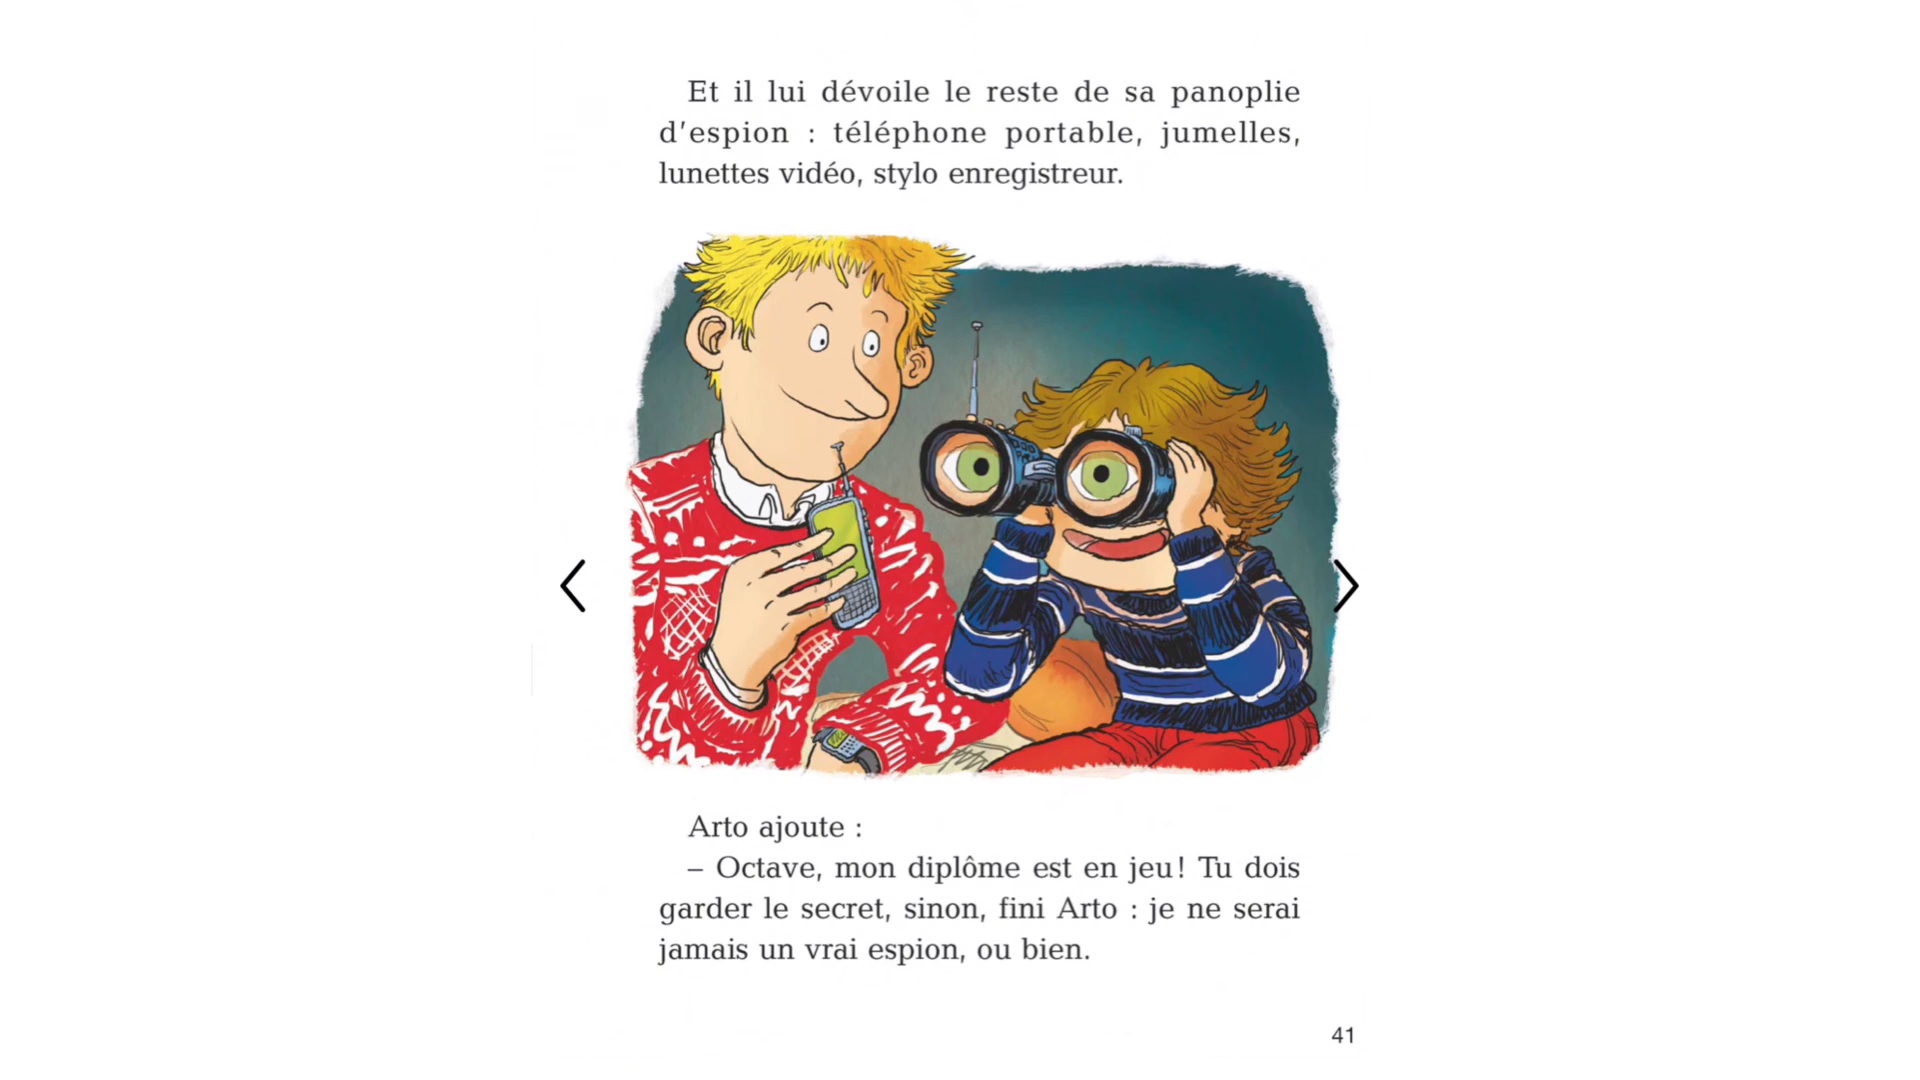 Et il lui dévoile le reste de sa panoplie
d’espion : téléphone portable, jumelles,
lunettes vidéo, stylo enregistreur.
Arto ajoute :
– Octave, mon diplôme est en jeu! Tu dois
garder le secret, sinon, fini Arto : je ne serai
jamais un vrai espion, ou bien.
41